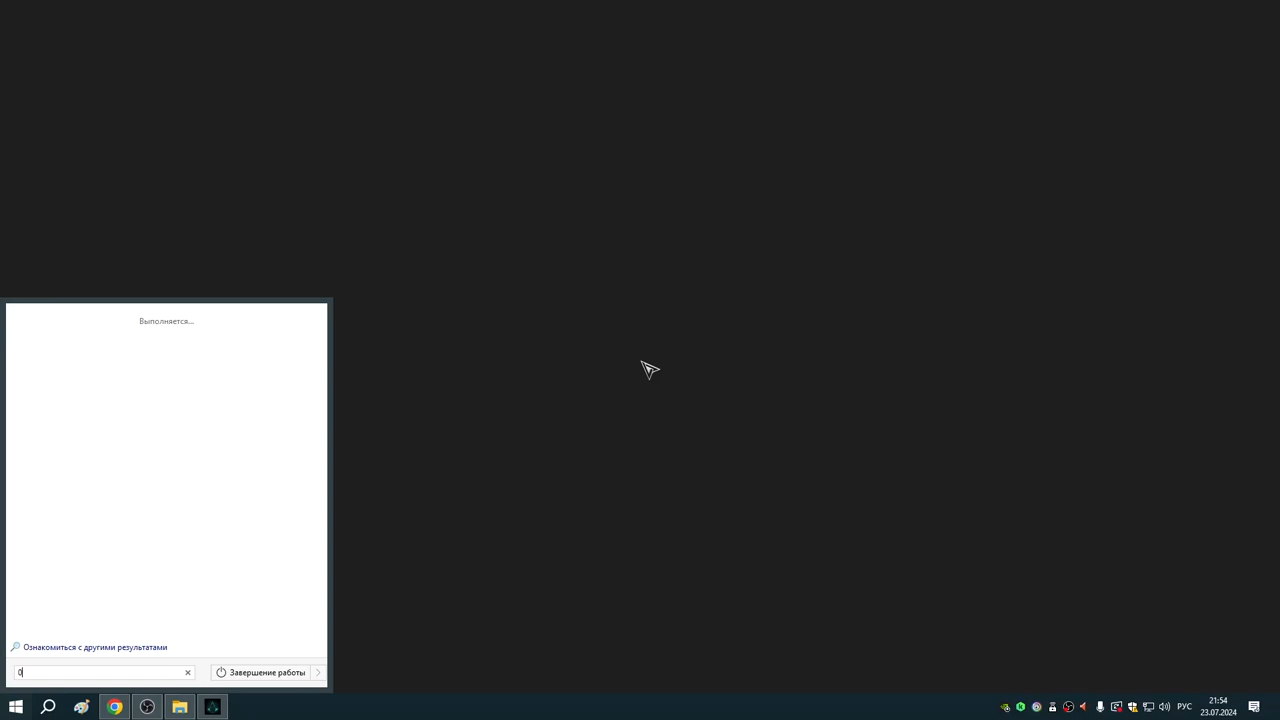 Выполняется...
Ознакомиться с другими результатами
0
Завершение работы
РУС
21:54
23.07.2024